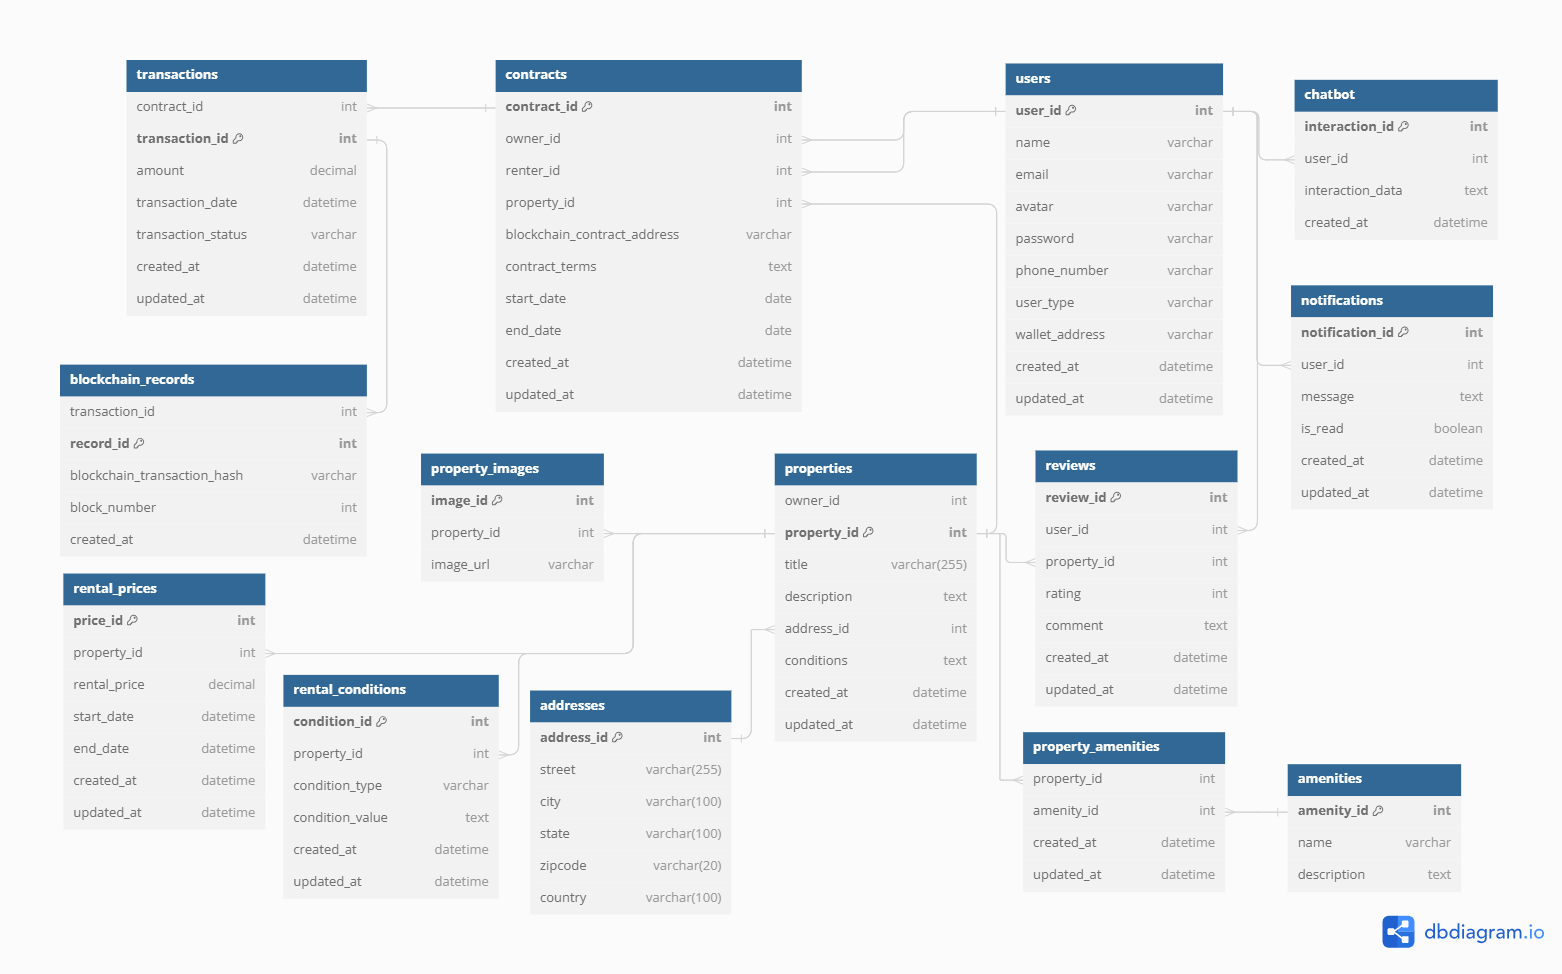 transactions
contract_id int
transaction_id int
amount decimal
transaction_date datetime
transaction_status varchar
created_at datetime
updated_at datetime
contracts
contract_id int
owner_id int
renter_id int
property_id int
blockchain_contract_address varchar
contract_terms text
start_date date
end_date date
created_at datetime
updated_at datetime
users
user_id int
name varchar
email varchar
avatar varchar
password varchar
phone_number varchar
user_type varchar
wallet_address varchar
created_at datetime
updated_at datetime
chatbot
interaction_id int
user_id int
interaction_data text
created_at datetime
notifications
notification_id int
user_id int
message text
is_read boolean
created_at datetime
updated_at datetime
blockchain_records
transaction_id int
record_id int
blockchain_transaction_hash varchar
block_number int
created_at datetime
property_images
image_id int
property_id int
image_url varchar
properties
owner_id int
property_id int
title varchar(255)
description text
address_id int
conditions text
created_at datetime
updated_at datetime
reviews
review_id int
user_id int
property_id int
rating int
comment text
created_at datetime
updated_at datetime
rental_prices
price_id int
property_id int
rental_price decimal
start_date datetime
end_date datetime
created_at datetime
updated_at datetime
rental_conditions
condition_id int
property_id int
condition_type varchar
condition_value text
created_at datetime
updated_at datetime
addresses
address_id int
street varchar(255)
city varchar(100)
state varchar(100)
zipcode varchar(20)
country varchar(100)
property_amenities
property_id int
amenity_id int
created_at datetime
updated_at datetime
amenities
amenity_id int
name varchar
description text
dbdiagram.io